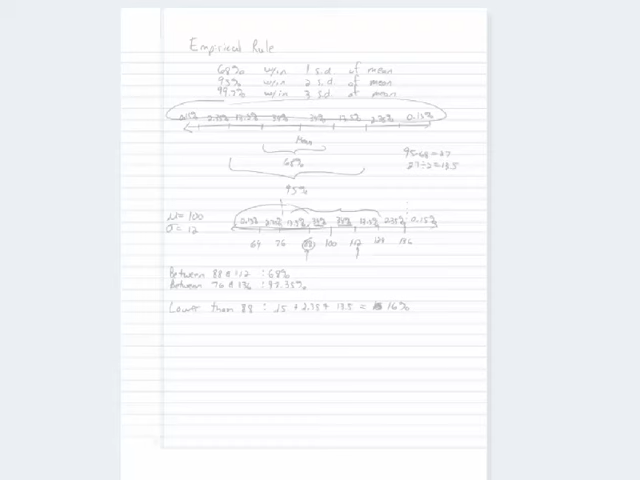 Empirical Rule
68% w/in 1 s.d of mean
95% w/in 2 s.d of mean
99.7% w/in 3 s.d of mean
0.15% 2.35% 13.5% 34% 34% 13.5% 2.35% 0.15%
Mean
68%
95%
95-68=27
27÷2=13.5
μ=100
σ=12
0.15% 2.35% 13.5% 34% 34% 13.5% 2.35% 0.15%
64 76 88 100 112 124 136
Between 88 & 112 : 68%
Between 76 & 136 : 97.35%
Lower than 88 : .15 + 2.35 + 13.5 = 16%